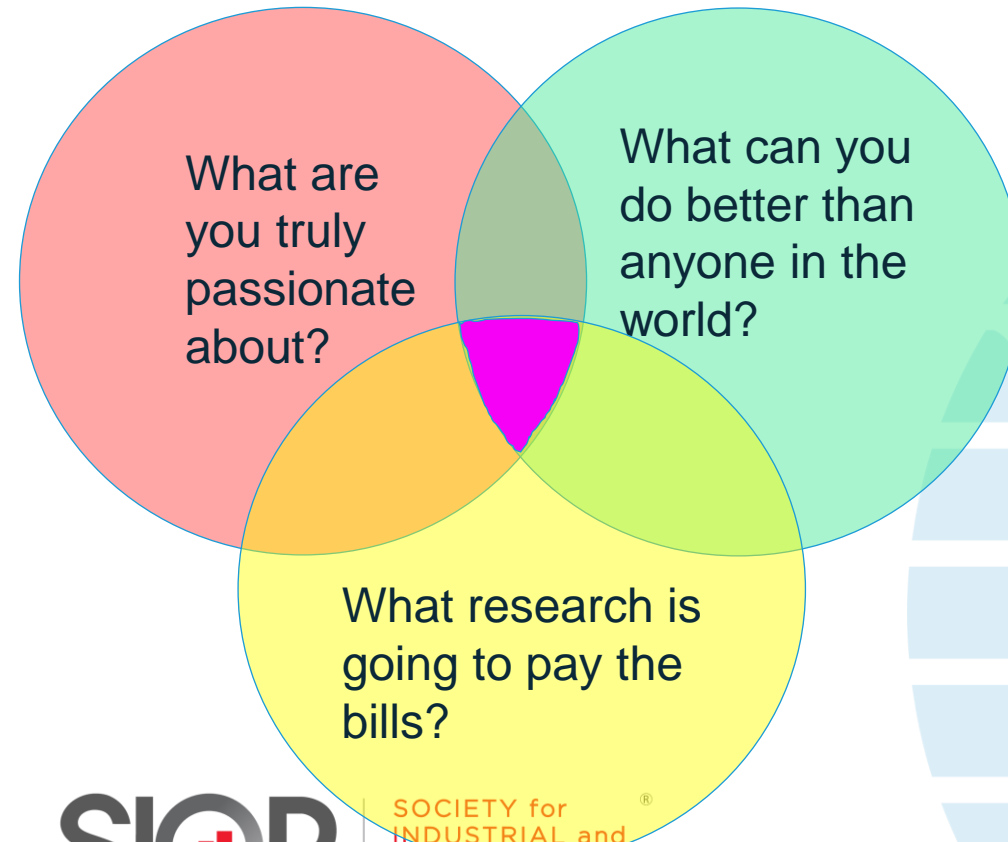 What are
you truly
passionate
about?
What can you
do better than
anyone in the
world?
What research is
going to pay the
bills?
SIOP
SOCIETY for ®
INDUSTRIAL and